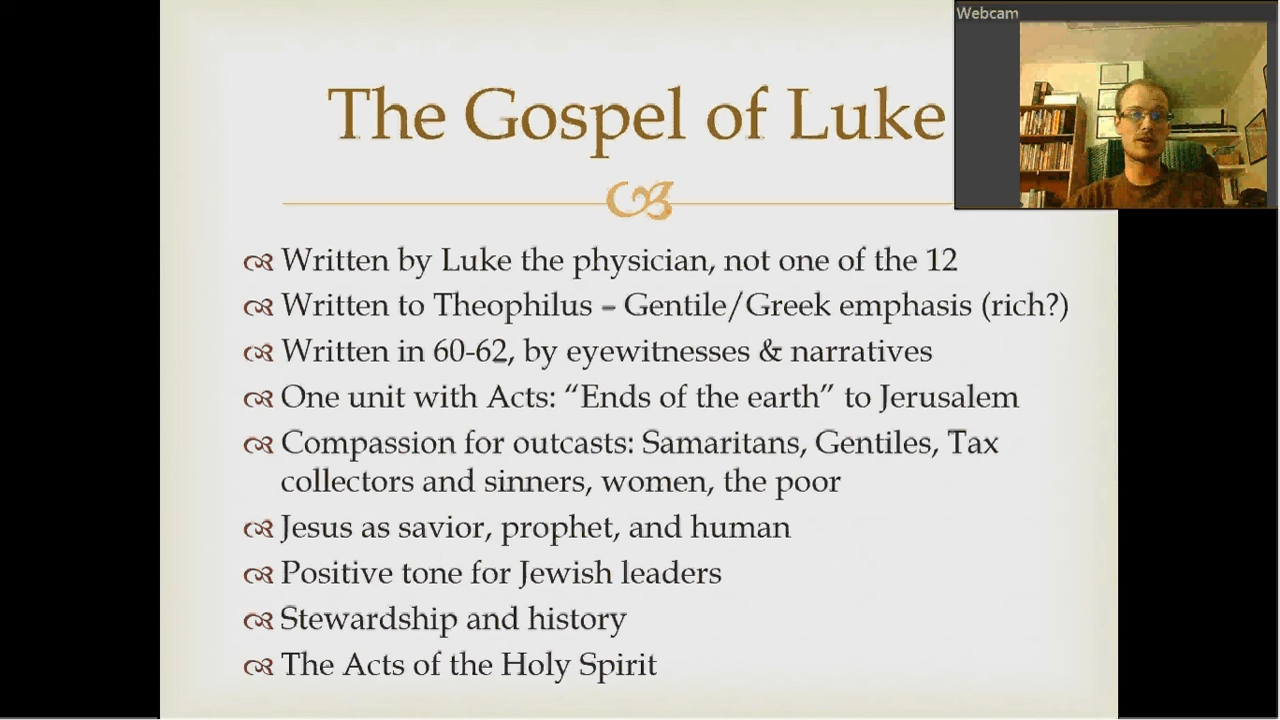 Webcam
The Gospel of Luke
Written by Luke the physician, not one of the 12
Written to Theophilus – Gentile/Greek emphasis (rich?)
Written in 60-62, by eyewitnesses & narratives
One unit with Acts: “Ends of the earth” to Jerusalem
Compassion for outcasts: Samaritans, Gentiles, Tax
collectors and sinners, women, the poor
Jesus as savior, prophet, and human
Positive tone for Jewish leaders
Stewardship and history
The Acts of the Holy Spirit